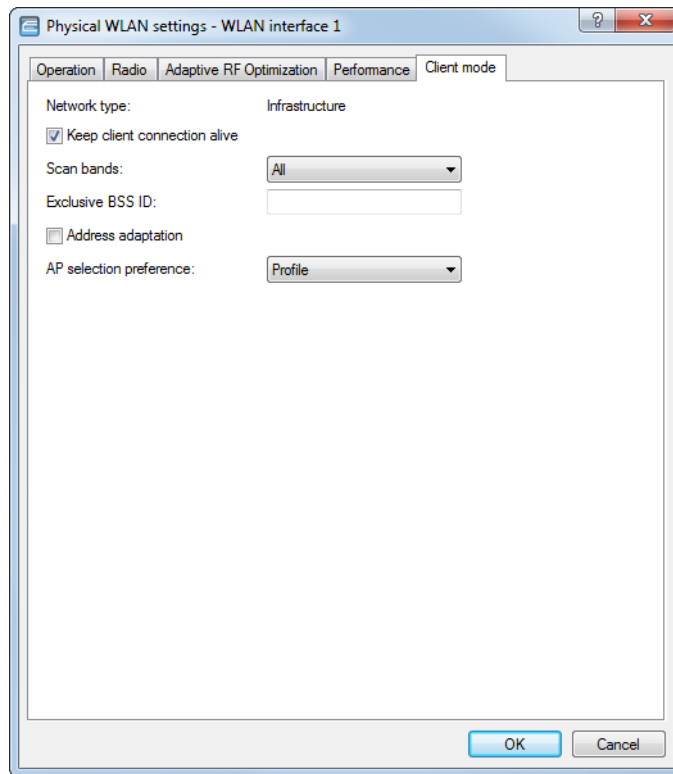 Physical WLAN settings - WLAN interface 1
Operation Radio Adaptive RF Optimization Performance Client mode
Network type: Infrastructure
Keep client connection alive
Scan bands: All
Exclusive BSS ID:
Address adaptation
AP selection preference: Profile
OK Cancel